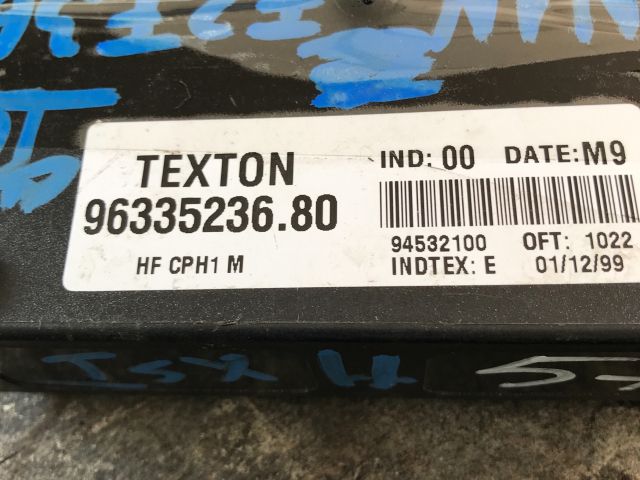 TEXTON
96335236.80
HF CPH1 M
IND: 00 DATE: M9
94532100 OFT: 1022
INDTEX: E 01/12/99